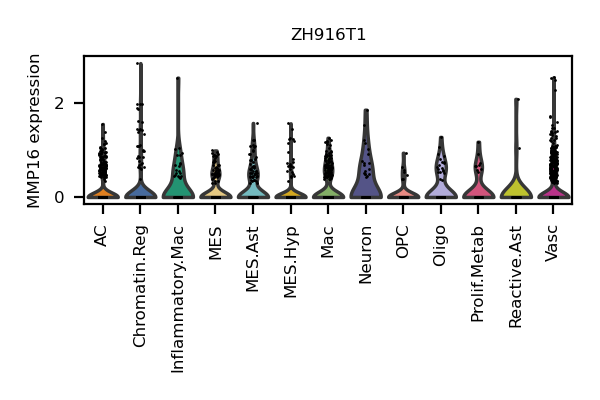 ZH916T1
MMP16 expression
2
0
AC
Chromatin.Reg
Inflammatory.Mac
MES
MES.Ast
MES.Hyp
Mac
Neuron
OPC
Oligo
Prolif.Metab
Reactive.Ast
Vasc